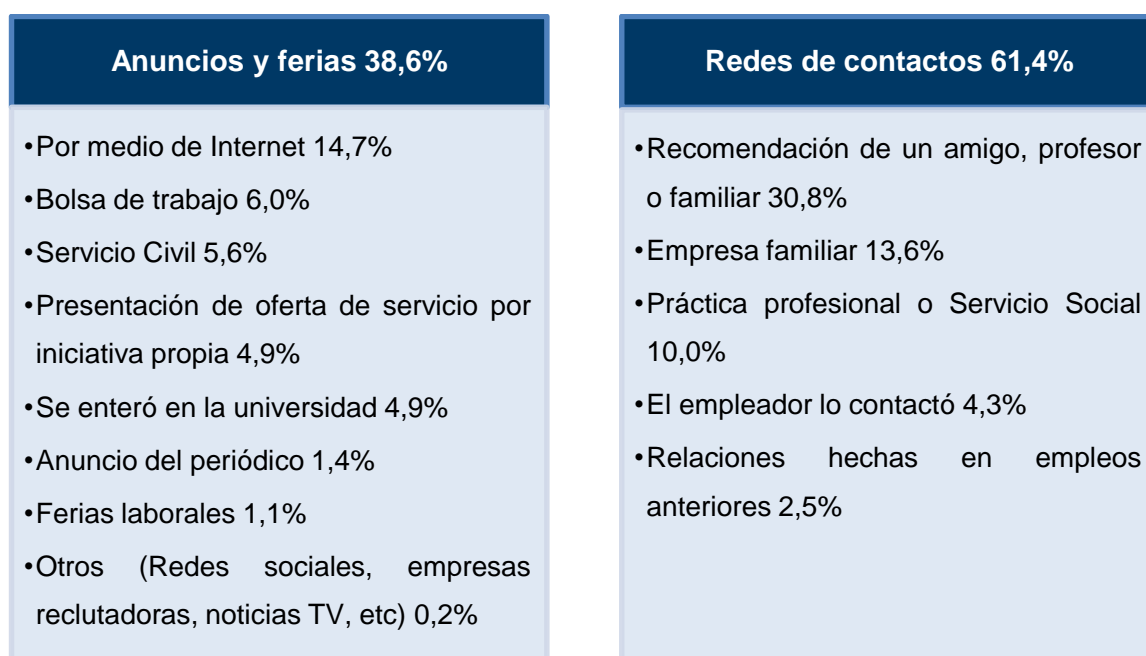 Anuncios y ferias 38,6%
•Por medio de Internet 14,7%
•Bolsa de trabajo 6,0%
•Servicio Civil 5,6%
•Presentación de oferta de servicio por
iniciativa propia 4,9%
•Se enteró en la universidad 4,9%
•Anuncio del periódico 1,4%
•Ferias laborales 1,1%
•Otros (Redes sociales, empresas
reclutadoras, noticias TV, etc) 0,2%
Redes de contactos 61,4%
•Recomendación de un amigo, profesor
o familiar 30,8%
•Empresa familiar 13,6%
•Práctica profesional o Servicio Social
10,0%
•El empleador lo contactó 4,3%
•Relaciones hechas en empleos
anteriores 2,5%